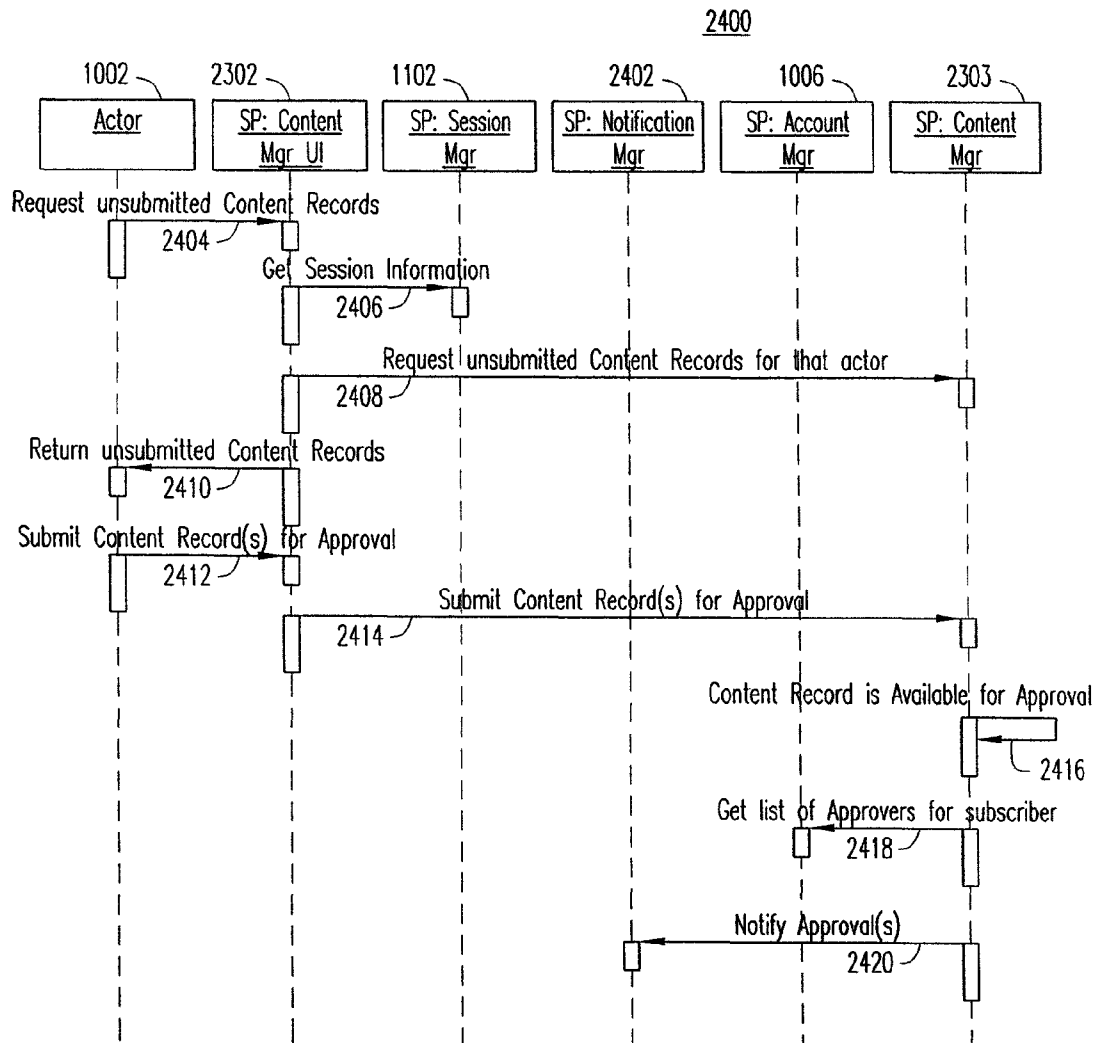 2400
1002
2302
1102
2402
1006
2303
Actor
SP: Content
Mgr UI
SP: Session
Mgr
SP: Notification
Mgr
SP: Account
Mgr
SP: Content
Mgr
Request unsubmitted Content Records
2404
Get Session Information
2406
Request unsubmitted Content Records for that actor
2408
Return unsubmitted Content Records
2410
Submit Content Record(s) for Approval
2412
Submit Content Record(s) for Approval
2414
Content Record is Available for Approval
2416
Get list of Approvers for subscriber
2418
Notify Approval(s)
2420